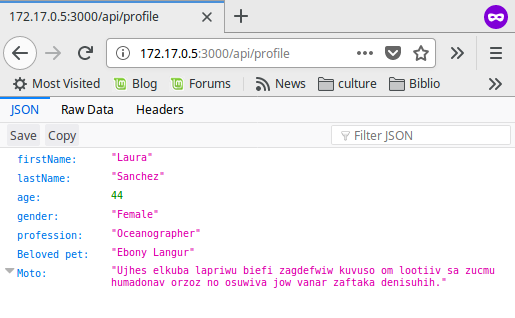 172.17.0.5:3000/api/profile
172.17.0.5:3000/api/profile
Most Visited Blog Forums News culture Biblio
JSON Raw Data Headers
Save Copy Filter JSON
firstName: "Laura"
lastName: "Sanchez"
age: 44
gender: "Female"
profession: "Oceanographer"
Beloved pet: "Ebony Langur"
Moto: "Ujhes elkuba lapriwu biefi zagdefwiw kuvuso om lootiiv sa zucmu
humadonav orzoz no osuwiva jow vanar zaftaka denisuhih."